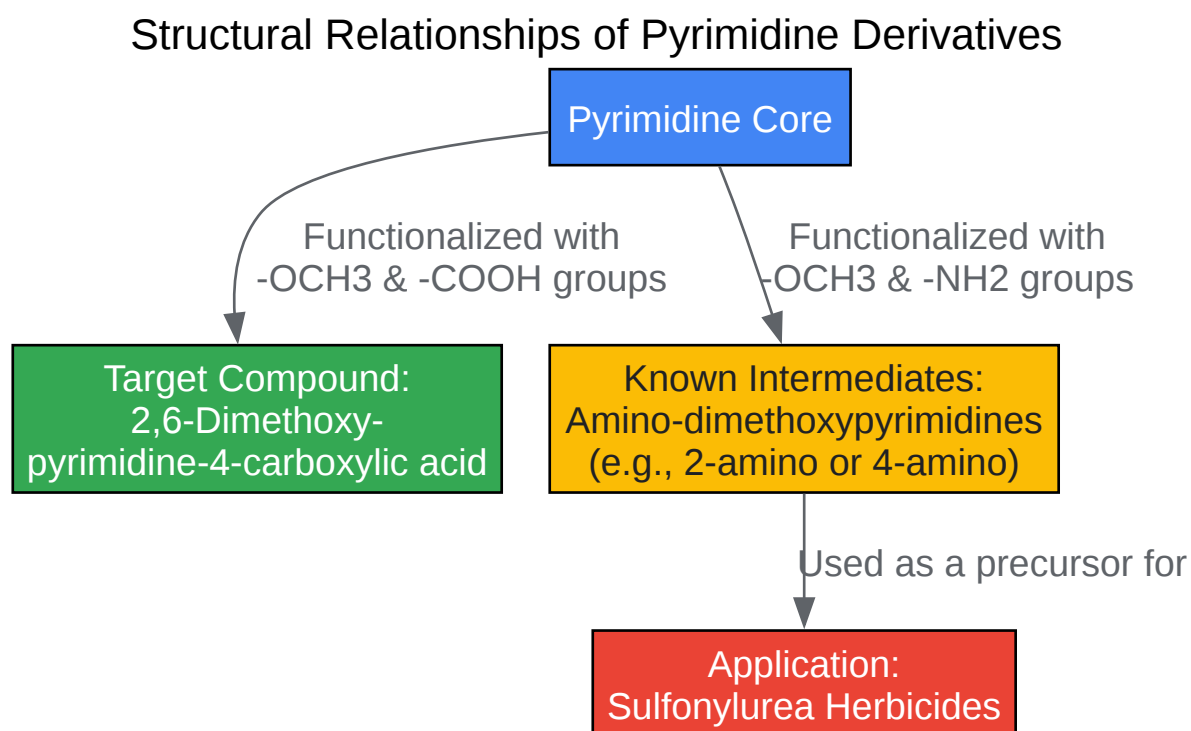 Structural Relationships of Pyrimidine Derivatives
Pyrimidine Core
Functionalized with
-OCH3 & -COOH groups
Functionalized with
-OCH3 & -NH2 groups
Target Compound:
2,6-Dimethoxy-
pyrimidine-4-carboxylic acid
Known Intermediates:
Amino-dimethoxypyrimidines
(e.g., 2-amino or 4-amino)
Used as a precursor for
Application:
Sulfonylurea Herbicides